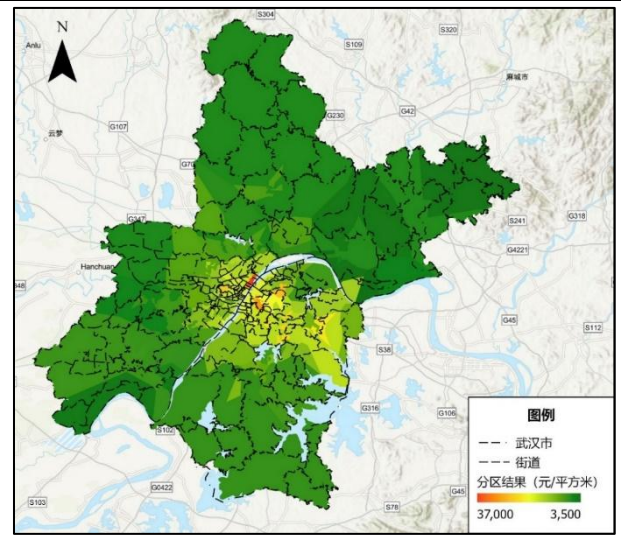 S304
S320
N
Anlu
S109
麻城市
G230
G42
G107
云梦
G70
S241
G347
G318
G4221
Hanchuan
G45
S112
S38
G316
G106
图例
武汉市
街道
分区结果（元/平方米）
37,000 3,500
S102
G0422
G45
S103
S78